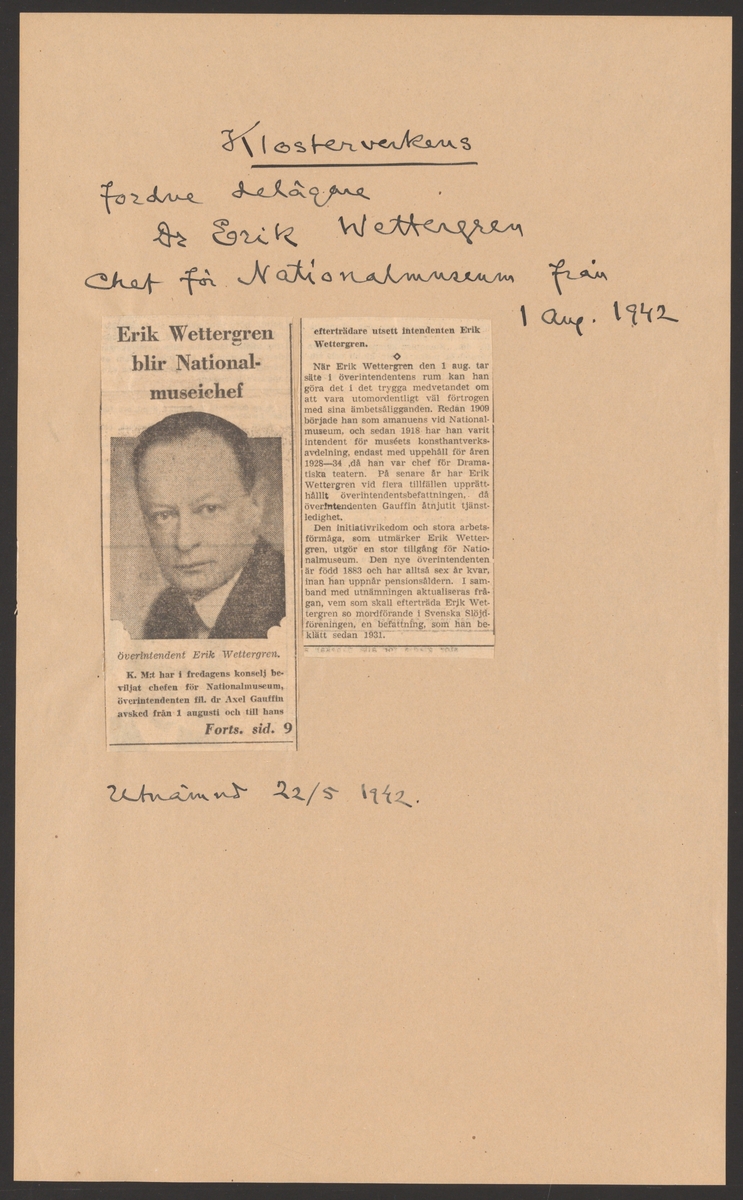 Klosterverkens
fordne delägare
Dr Erik Wettergren
Chef för Nationalmuseum från
1 aug. 1942
Erik Wettergren
blir National-
museichef
överintendent Erik Wettergren.
K. M:t har i fredagens konselj be-
viljat chefen för Nationalmuseum,
överintendenten fil. dr Axel Gauffin
avsked från 1 augusti och till hans
Forts. sid. 9
efterträdare utsett intendenten Erik
Wettergren.
När Erik Wettergren den 1 aug. tar
säte i överintendentens rum kan han
göra det i det trygga medvetandet om
att vara utomordentligt väl förtrogen
med sina ämbetsåligganden. Redan 1909
började han som amanuens vid National-
museum, och sedan 1918 har han varit
intendent för muséets konsthantverks-
avdelning, endast med uppehåll för åren
1928—34 ,då han var chef för Drama-
tiska teatern. På senare år har Erik
Wettergren vid flera tillfällen upprätt-
hållit överintendentsbefattningen, då
överintendenten Gauffin åtnjutit tjänst-
ledighet.
Den initiativrikedom och stora arbets-
förmåga, som utmärker Erik Wetter-
gren, utgör en stor tillgång för Natio-
nalmuseum. Den nye överintendenten
är född 1883 och har alltså sex år kvar,
inan han uppnår pensionsåldern. I sam-
band med utnämningen aktualiseras frå-
gan, vem som skall efterträda Erik Wet-
tergren so mordförande i Svenska Slöjd-
föreningen, en befattning, som han be-
klätt sedan 1931.
Utnämnd 22/5 1942.